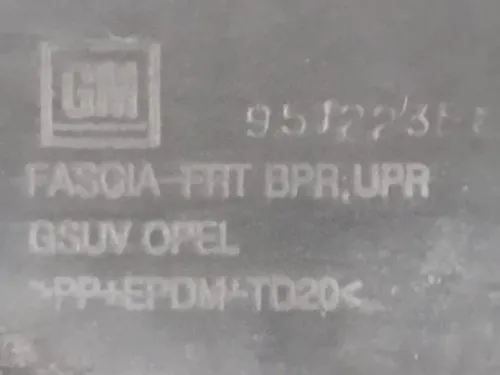 GM
FASCIA-FRT BPR,UPR
GSUV OPEL
>PP+EPDM+TD20<